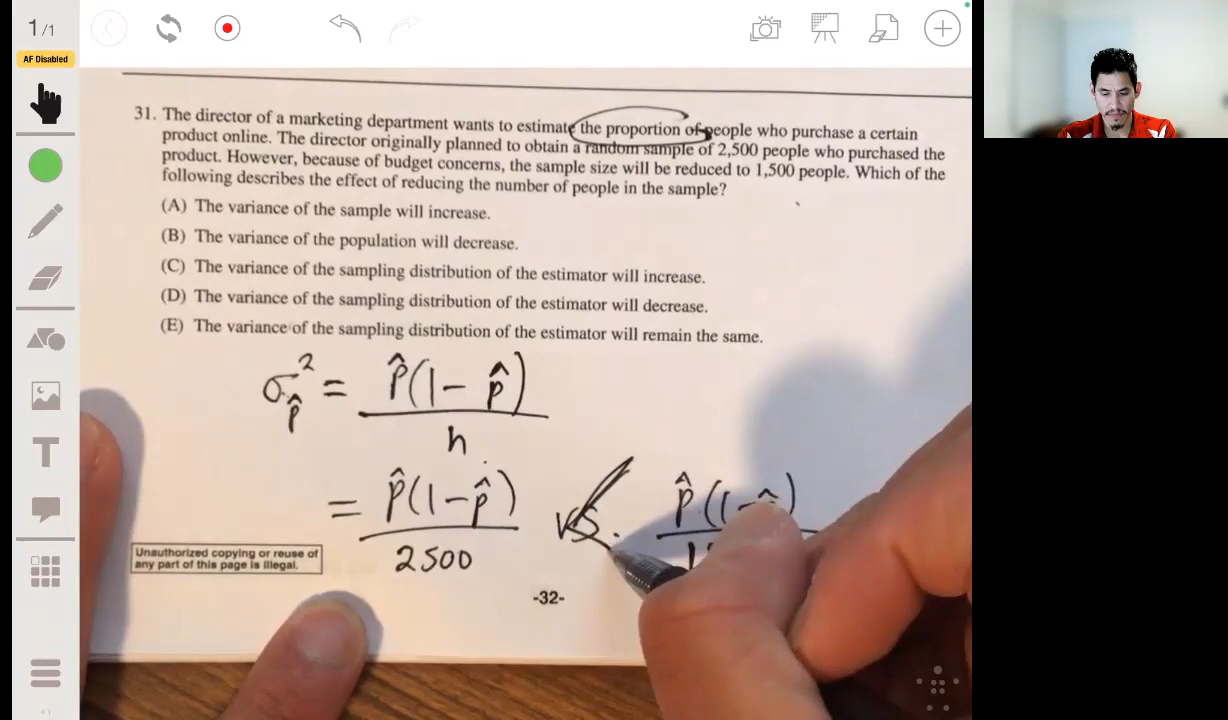 1/1
AF Disabled
31. The director of a marketing department wants to estimate the proportion of people who purchase a certain
product online. The director originally planned to obtain a random sample of 2,500 people who purchased the
product. However, because of budget concerns, the sample size will be reduced to 1,500 people. Which of the
following describes the effect of reducing the number of people in the sample?
(A) The variance of the sample will increase.
(B) The variance of the population will decrease.
(C) The variance of the sampling distribution of the estimator will increase.
(D) The variance of the sampling distribution of the estimator will decrease.
(E) The variance of the sampling distribution of the estimator will remain the same.
σ²p̂ = p̂(1-p̂)
n
= p̂(1-p̂) vs. p̂(1-p̂)
2500
Unauthorized copying or reuse of
any part of this page is illegal.
-32-
T